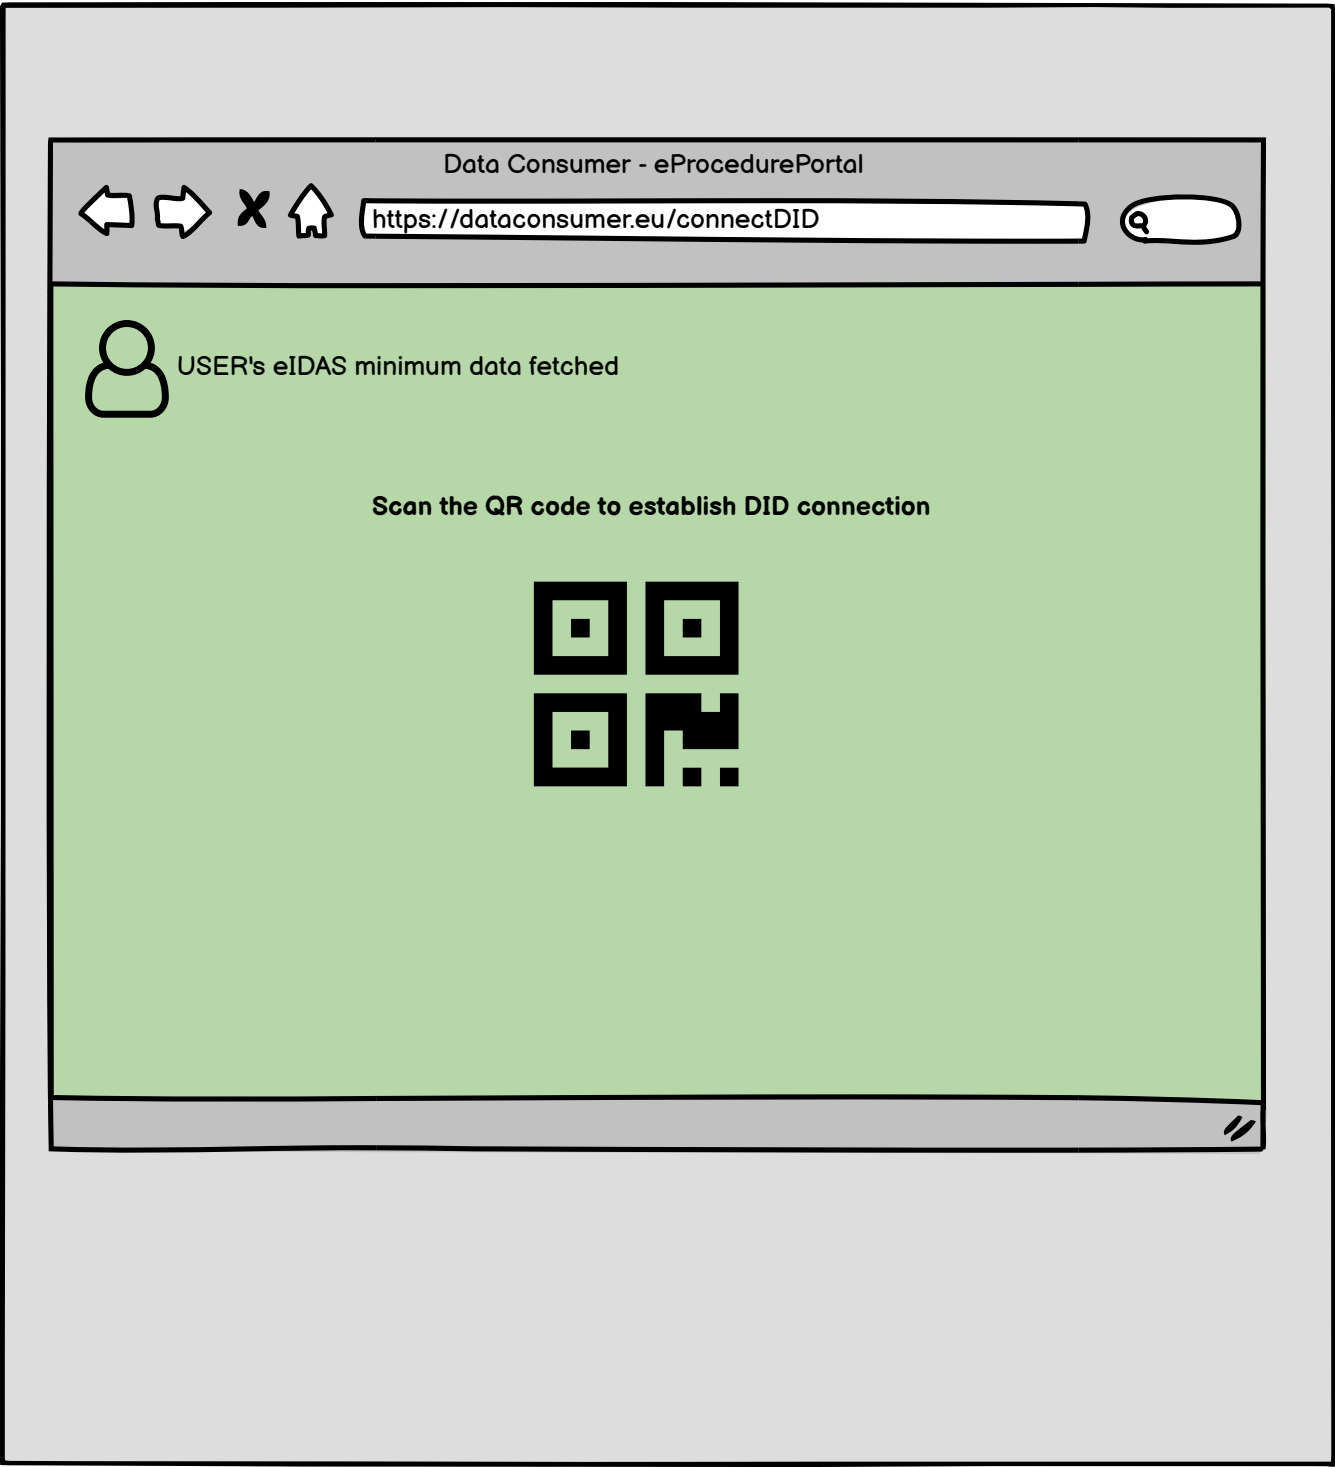 Data Consumer - eProcedurePortal
https://dataconsumer.eu/connectDID
USER's eIDAS minimum data fetched
Scan the QR code to establish DID connection